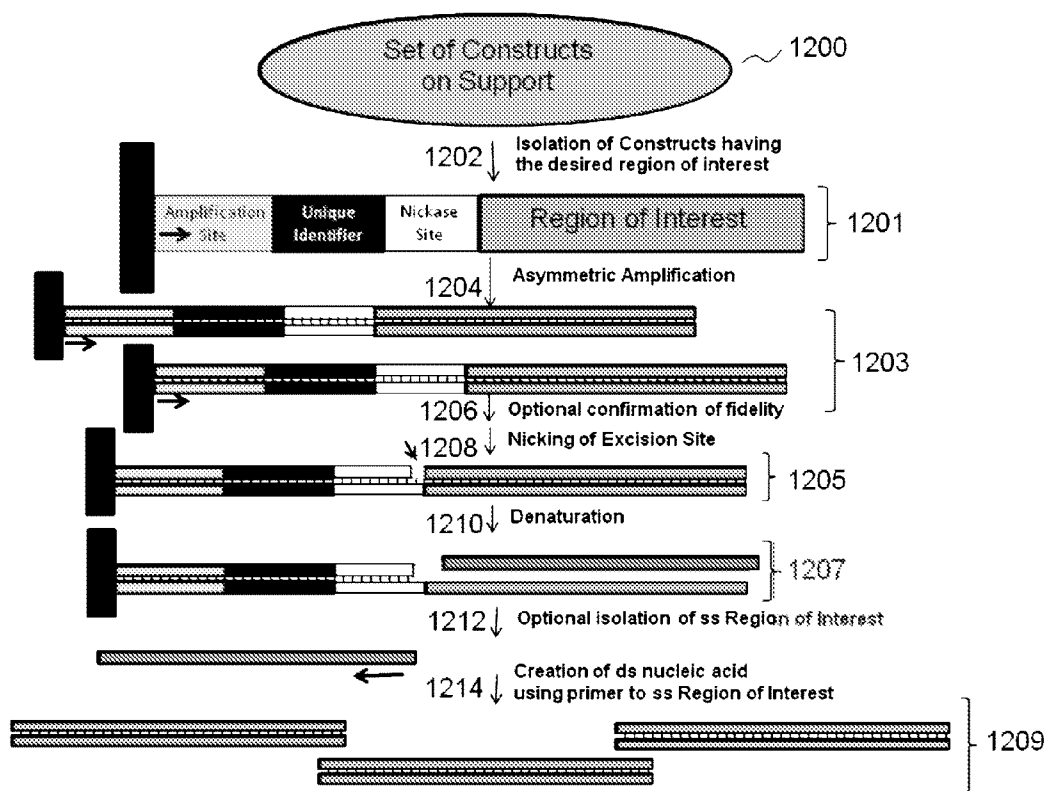 Set of Constructs
on Support
1200
1202
Isolation of Constructs having
the desired region of interest
Amplification
Site
Unique
Identifier
Nickase
Site
Region of Interest
1201
1204
Asymmetric Amplification
1203
1206
Optional confirmation of fidelity
1208
Nicking of Excision Site
1205
1210
Denaturation
1207
1212
Optional isolation of ss Region of Interest
1214
Creation of ds nucleic acid
using primer to ss Region of Interest
1209